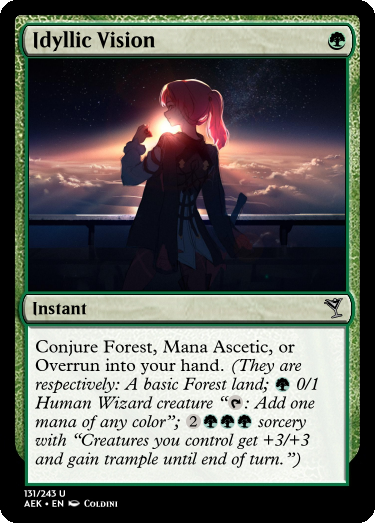 Idyllic Vision
Instant
Conjure Forest, Mana Ascetic, or
Overrun into your hand. (They are
respectively: A basic Forest land; 0/1
Human Wizard creature “: Add one
mana of any color”; 2 sorcery
with “Creatures you control get +3/+3
and gain trample until end of turn.”)
131/243 U
AEK • EN Coldini